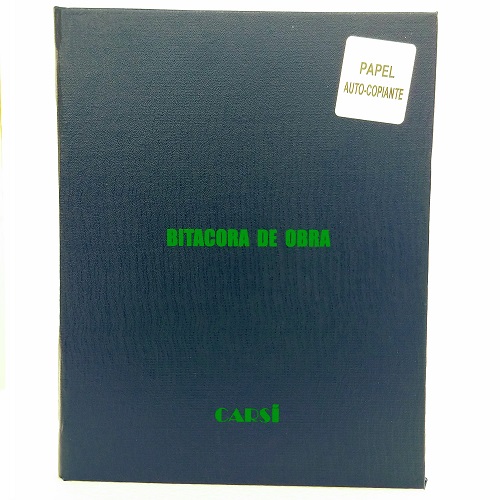 PAPEL
AUTO-COPIANTE
BITACORA DE OBRA
CARSÍ